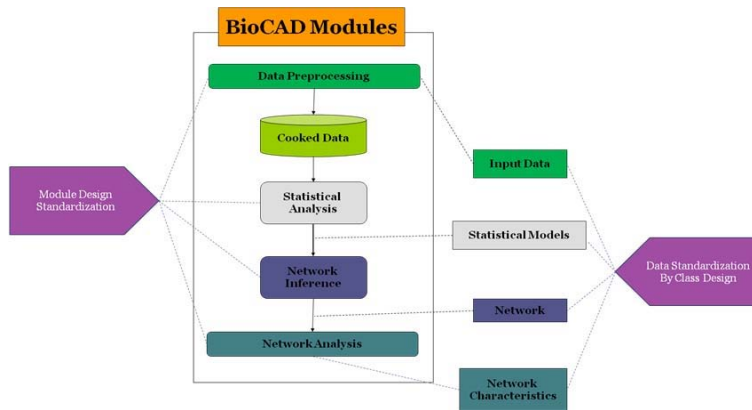 BioCAD Modules
Data Preprocessing
Cooked Data
Input Data
Module Design
Standardization
Statistical
Analysis
Statistical Models
Network
Inference
Data Standardization
By Class Design
Network
Network Analysis
Network
Characteristics